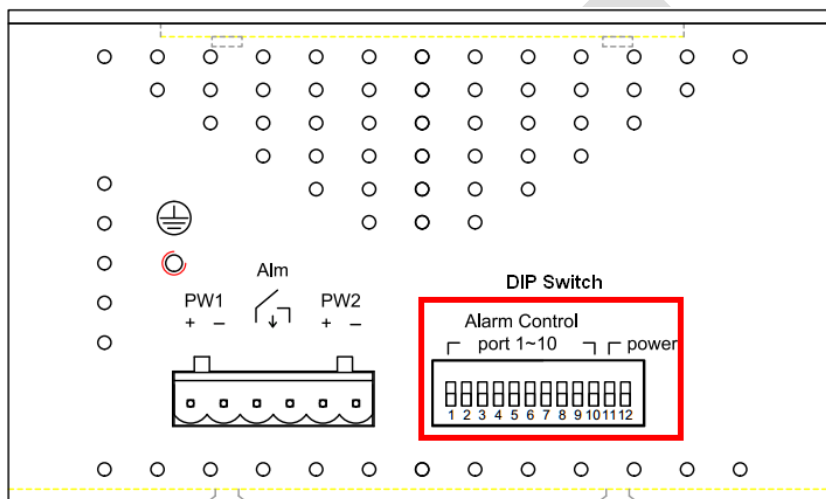 Alm
DIP Switch
PW1
PW2
+ −
+ −
Alarm Control
port 1~10
power
1 2 3 4 5 6 7 8 9 10 11 12